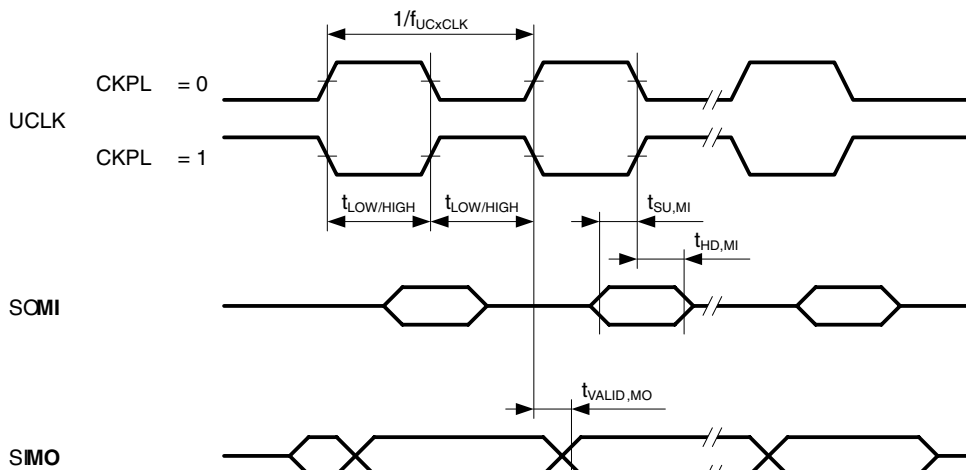 1/fUCxCLK
CKPL = 0
UCLK
CKPL = 1
tLOW/HIGH tLOW/HIGH tSU,MI
tHD,MI
SOMI
tVALID,MO
SIMO